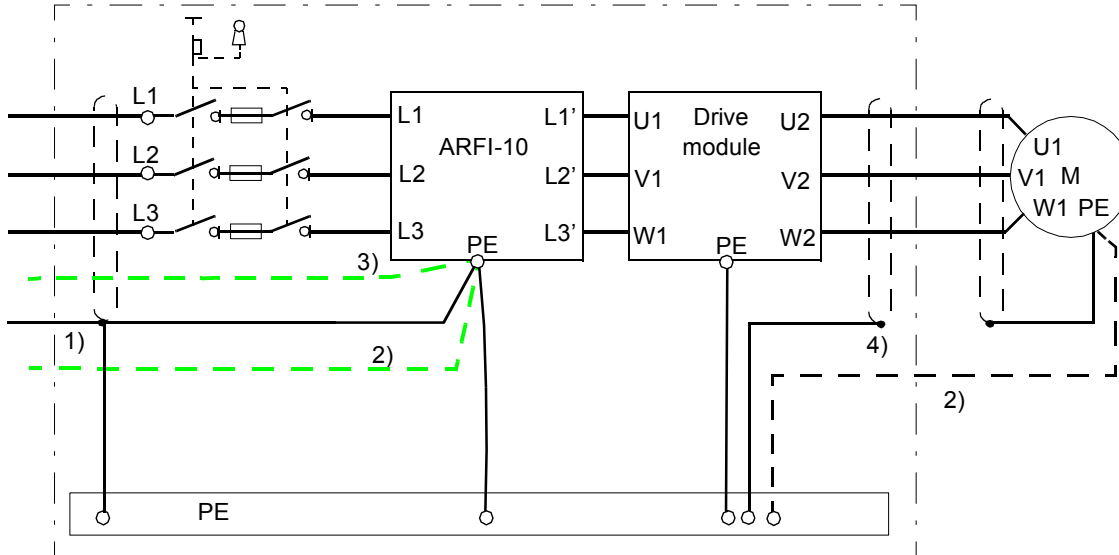 L1
L2
L3
L1
L2
L3
ARFI-10
PE
L1’
L2’
L3’
U1
V1
W1
Drive
module
PE
U2
V2
W2
U1
V1 M
W1 PE
3)
1)
2)
4)
2)
PE